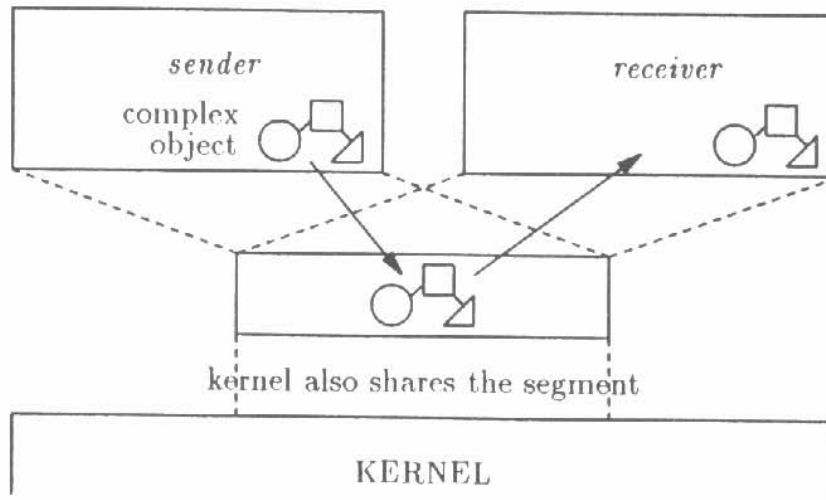 sender
complex
object
receiver
kernel also shares the segment
KERNEL